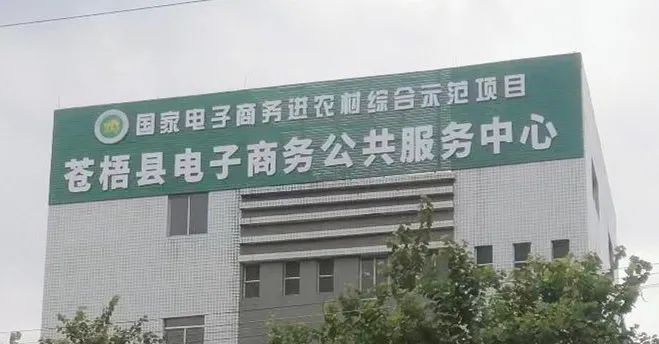 国家电子商务进农村综合示范项目
苍梧县电子商务公共服务中心